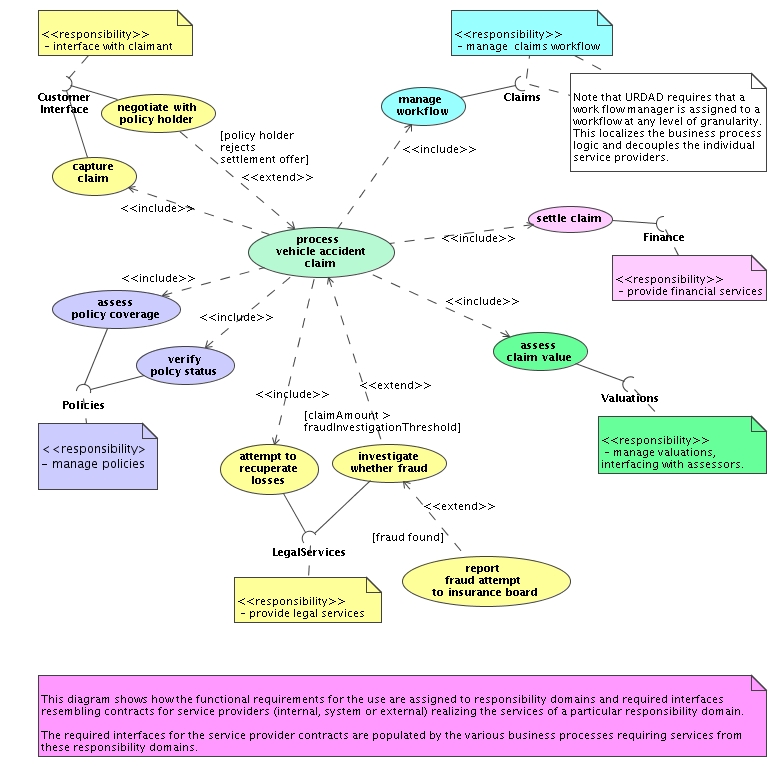 <<responsibility>>
- interface with claimant
<<responsibility>>
- manage claims workflow
Customer
Interface
negotiate with
policy holder
manage
workflow
Claims
Note that URDAD requires that a
work flow manager is assigned to a
workflow at any level of granularity.
This localizes the business process
logic and decouples the individual
service providers.
[policy holder
rejects
settlement offer]
<<include>>
capture
claim
<<extend>>
<<include>>
settle claim
process
vehicle accident
claim
<<include>>
Finance
<<include>>
<<responsibility>>
- provide financial services
assess
policy coverage
<<include>>
<<include>>
verify
polcy status
assess
claim value
<<include>>
<<extend>>
Policies
Valuations
[claimAmount >
fraudInvestigationThreshold]
<<responsibility>
- manage policies
<<responsibility>>
- manage valuations,
interfacing with assessors.
attempt to
recuperate
losses
investigate
whether fraud
<<extend>>
[fraud found]
LegalServices
report
fraud attempt
to insurance board
<<responsibility>>
- provide legal services
This diagram shows how the functional requirements for the use are assigned to responsibility domains and required interfaces
resembling contracts for service providers (internal, system or external) realizing the services of a particular responsibility domain.
The required interfaces for the service provider contracts are populated by the various business processes requiring services from
these responsibility domains.